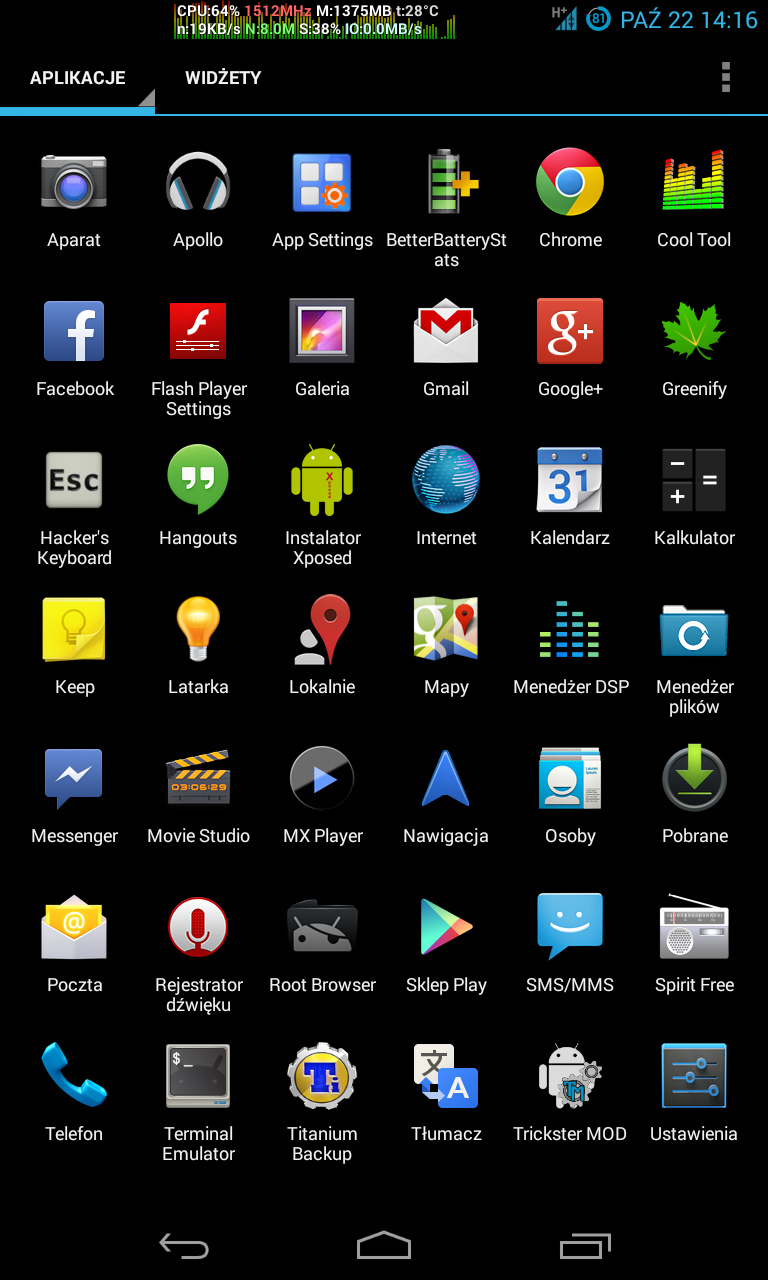 CPU:64% 1512MHz M:1375MB t:28°C
n:19KB/s N:8.0M S:38% IO:0.0MB/s
H+ 81 PAŹ 22 14:16
APLIKACJE WIDŻETY
Aparat Apollo App Settings BetterBatterySt Chrome Cool Tool
ats
Facebook Flash Player Galeria Gmail Google+ Greenify
Settings
Esc
31
Hacker's Hangouts Instalator Internet Kalendarz Kalkulator
Keyboard Xposed
Keep Latarka Lokalnie Mapy Menedżer DSP Menedżer
plików
03:06:29
Messenger Movie Studio MX Player Nawigacja Osoby Pobrane
Poczta Rejestrator Root Browser Sklep Play SMS/MMS Spirit Free
dźwięku
$_ Ti 文 A TM
Telefon Terminal Titanium Tłumacz Trickster MOD Ustawienia
Emulator Backup